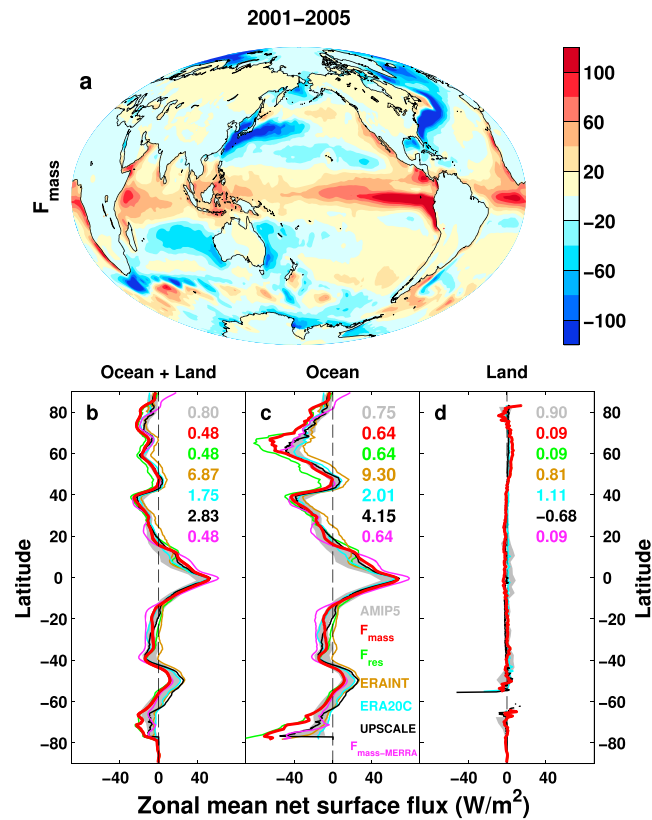 2001−2005
a
F_mass
100
60
20
−20
−60
−100
Ocean + Land
Ocean
Land
b
c
d
80
60
40
20
0
−20
−40
−60
−80
Latitude
0.80
0.48
0.48
6.87
1.75
2.83
0.48
0.75
0.64
0.64
9.30
2.01
4.15
0.64
AMIP5
F_mass
F_res
ERAINT
ERA20C
UPSCALE
F_mass−MERRA
0.90
0.09
0.09
0.81
1.11
−0.68
0.09
80
60
40
20
0
−20
−40
−60
−80
Latitude
−40 0 40
−40 0 40
−40 0 40
Zonal mean net surface flux (W/m²)